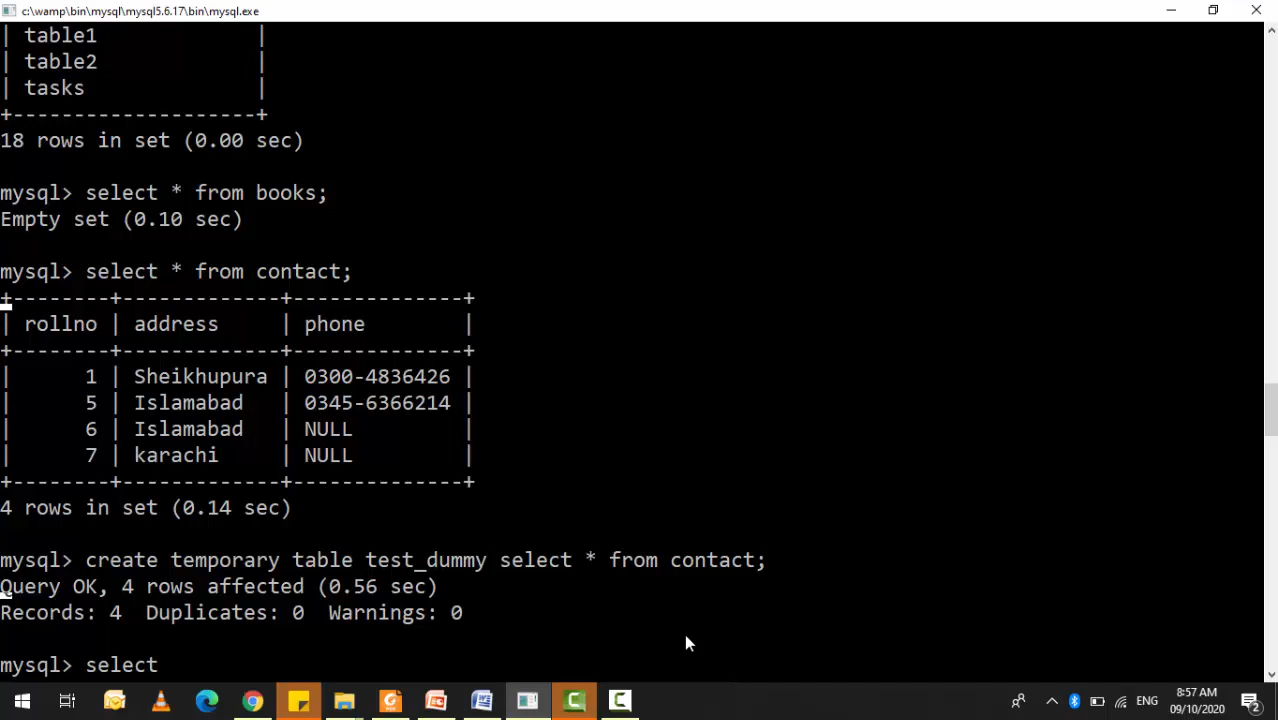 c:\wamp\bin\mysql\mysql5.6.17\bin\mysql.exe
| table1             |
| table2             |
| tasks              |
+--------------------+
18 rows in set (0.00 sec)
mysql> select * from books;
Empty set (0.10 sec)
mysql> select * from contact;
+--------+-------------+--------------+
| rollno | address     | phone        |
+--------+-------------+--------------+
|      1 | Sheikhupura | 0300-4836426 |
|      5 | Islamabad   | 0345-6366214 |
|      6 | Islamabad   | NULL         |
|      7 | karachi     | NULL         |
+--------+-------------+--------------+
4 rows in set (0.14 sec)
mysql> create temporary table test_dummy select * from contact;
Query OK, 4 rows affected (0.56 sec)
Records: 4  Duplicates: 0  Warnings: 0
mysql> select
ENG
8:57 AM
09/10/2020
2